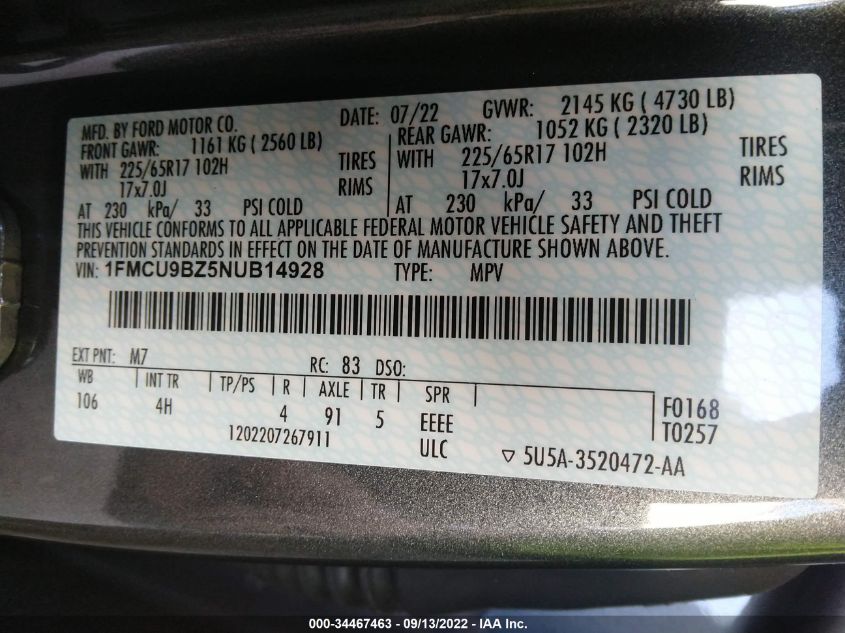 MFD. BY FORD MOTOR CO. DATE: 07/22 GVWR: 2145 KG ( 4730 LB)
FRONT GAWR: 1161 KG ( 2560 LB) REAR GAWR: 1052 KG ( 2320 LB)
WITH 225/65R17 102H TIRES WITH 225/65R17 102H TIRES
17x7.0J RIMS 17x7.0J RIMS
AT 230 kPa/ 33 PSI COLD AT 230 kPa/ 33 PSI COLD
THIS VEHICLE CONFORMS TO ALL APPLICABLE FEDERAL MOTOR VEHICLE SAFETY AND THEFT
PREVENTION STANDARDS IN EFFECT ON THE DATE OF MANUFACTURE SHOWN ABOVE.
VIN: 1FMCU9BZ5NUB14928 TYPE: MPV
EXT PNT: M7 RC: 83 DSO:
WB INT TR TP/PS R AXLE TR SPR
106 4H 4 91 5 EEEE F0168
1202207267911 ULC T0257
▽ 5U5A-3520472-AA
000-34467463 - 09/13/2022 - IAA Inc.